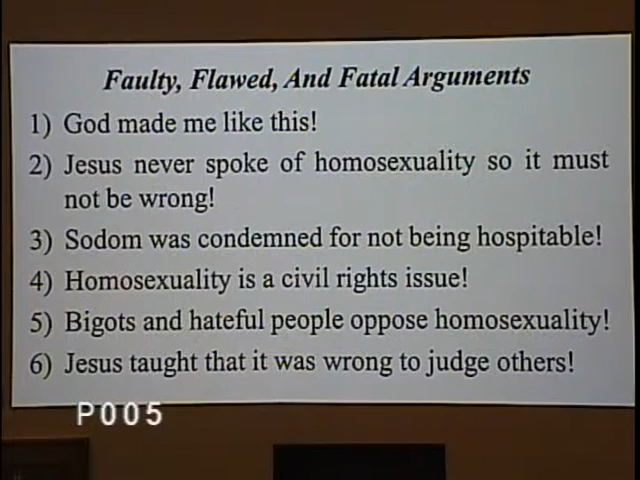 Faulty, Flawed, And Fatal Arguments
1) God made me like this!
2) Jesus never spoke of homosexuality so it must
not be wrong!
3) Sodom was condemned for not being hospitable!
4) Homosexuality is a civil rights issue!
5) Bigots and hateful people oppose homosexuality!
6) Jesus taught that it was wrong to judge others!
P005